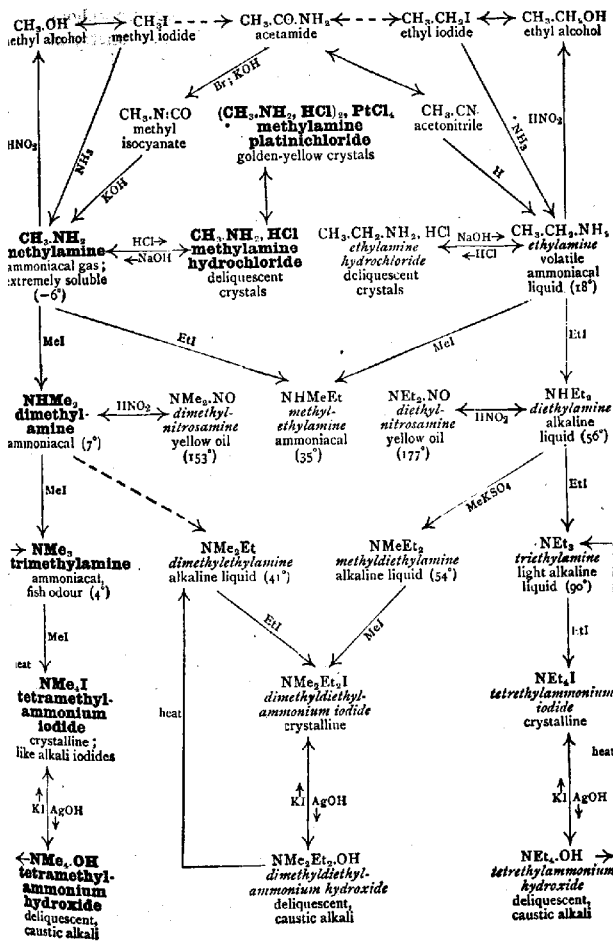 CH₃.OH CH₃I CH₃.CO.NH₂ CH₃.CH₂I CH₃.CH₂.OH
methyl alcohol methyl iodide acetamide ethyl iodide ethyl alcohol
Br; KOH
CH₃.N:CO
methyl
isocyanate
(CH₃.NH₂, HCl)₂, PtCl₄
methylamine
platinichloride
golden-yellow crystals
CH₃.CN
acetonitrile
HNO₂ NH₃ KOH H NH₃ HNO₂
CH₃.NH₂
methylamine
ammoniacal gas;
extremely soluble
(–6°)
HCl→
←NaOH
CH₃.NH₂, HCl
methylamine
hydrochloride
deliquescent
crystals
CH₃.CH₂.NH₂, HCl
ethylamine
hydrochloride
deliquescent
crystals
NaOH→
←HCl
CH₃.CH₂.NH₂
ethylamine
volatile
ammoniacal
liquid (18°)
MeI EtI MeI EtI
NHMe₂
dimethyl-
amine
ammoniacal (7°)
HNO₂
NMe₂.NO
dimethyl-
nitrosamine
yellow oil
(153°)
NHMeEt
methyl-
ethylamine
ammoniacal
(35°)
NEt₂.NO
diethyl-
nitrosamine
yellow oil
(177°)
HNO₂
NHEt₂
diethylamine
alkaline
liquid (56°)
MeI MeKSO₄ EtI
NMe₃
trimethylamine
ammoniacal,
fish odour (4°)
NMe₂Et
dimethylethylamine
alkaline liquid (41°)
NMeEt₂
methyldiethylamine
alkaline liquid (54°)
NEt₃
triethylamine
light alkaline
liquid (90°)
MeI EtI MeI EtI
heat
NMe₄I
tetramethyl-
ammonium
iodide
crystalline;
like alkali iodides
heat
NMe₂Et₂I
dimethyldiethyl-
ammonium iodide
crystalline
NEt₄I
tetrethylammonium
iodide
crystalline
heat
KI AgOH KI AgOH KI AgOH
NMe₄.OH
tetramethyl-
ammonium
hydroxide
deliquescent,
caustic alkali
NMe₂Et₂.OH
dimethyldiethyl-
ammonium hydroxide
deliquescent,
caustic alkali
NEt₄.OH
tetrethylammonium
hydroxide
deliquescent,
caustic alkali